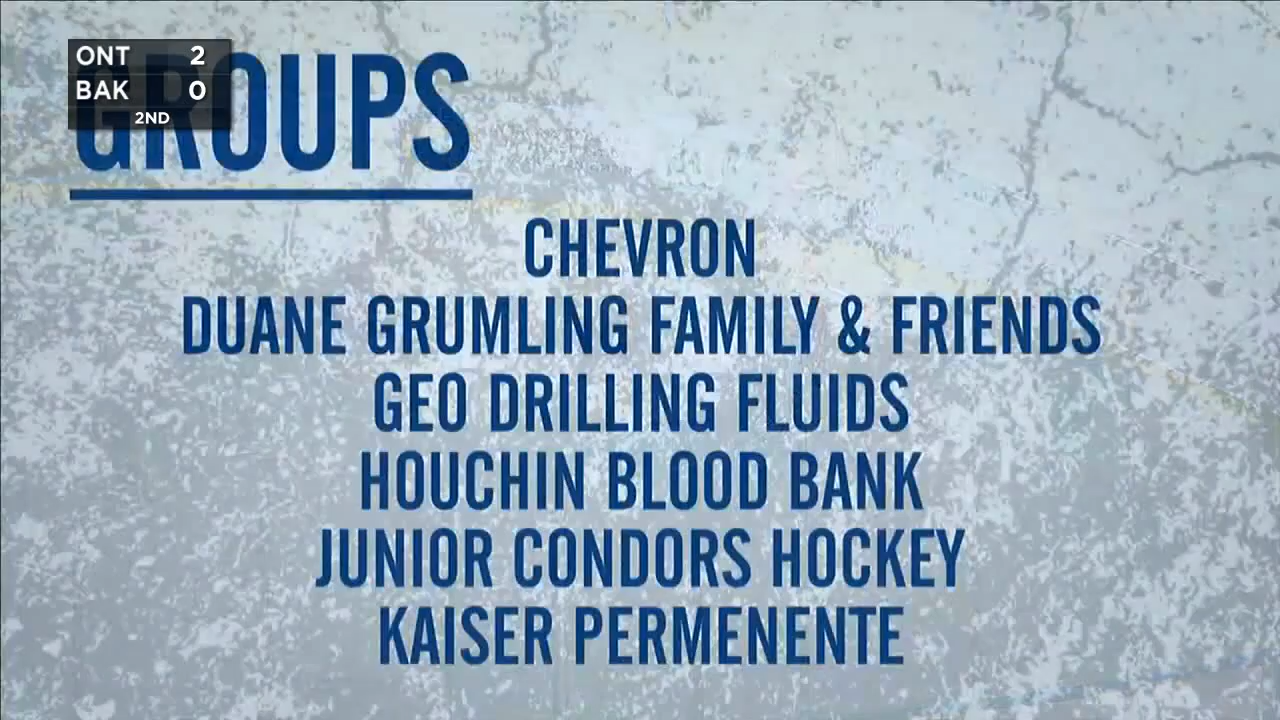 ONT 2
BAK 0
2ND
GROUPS
CHEVRON
DUANE GRUMLING FAMILY & FRIENDS
GEO DRILLING FLUIDS
HOUCHIN BLOOD BANK
JUNIOR CONDORS HOCKEY
KAISER PERMENENTE